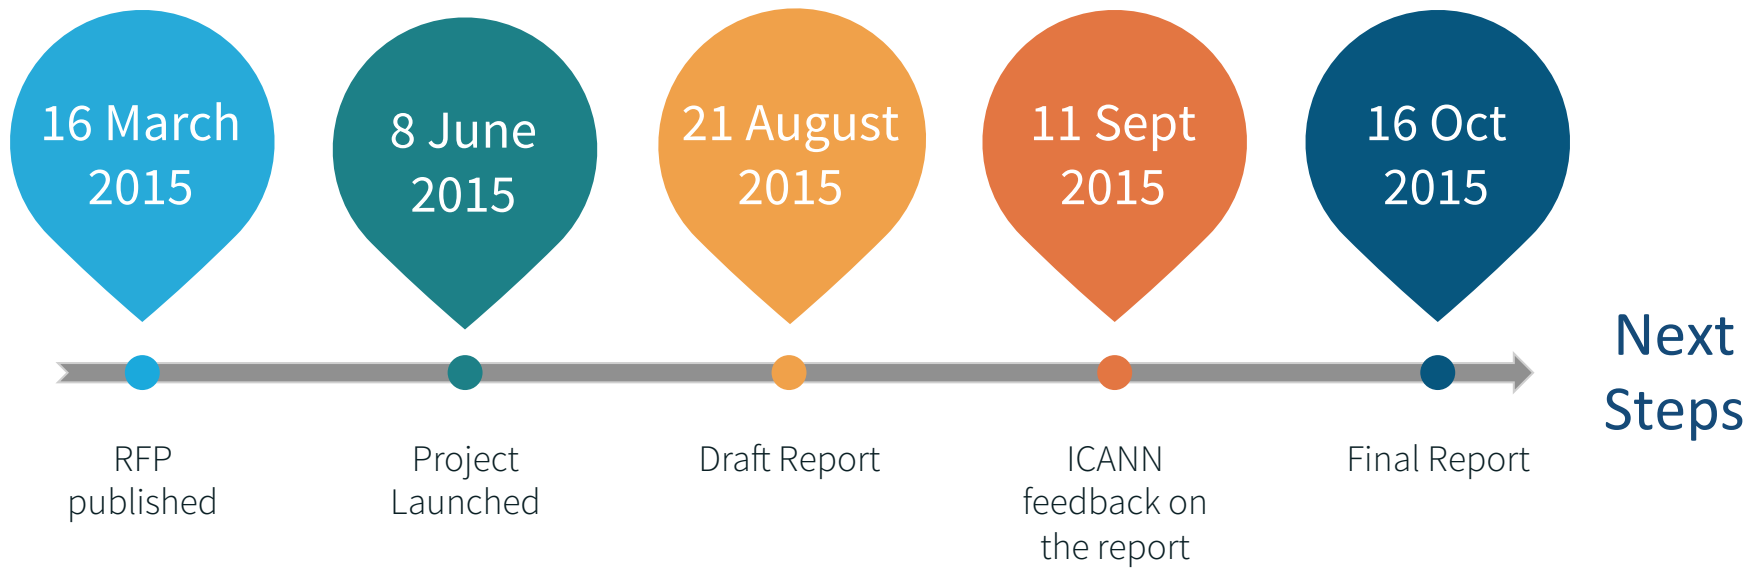 16 March
2015
8 June
2015
21 August
2015
11 Sept
2015
16 Oct
2015
Next
Steps
RFP
published
Project
Launched
Draft Report
ICANN
feedback on
the report
Final Report